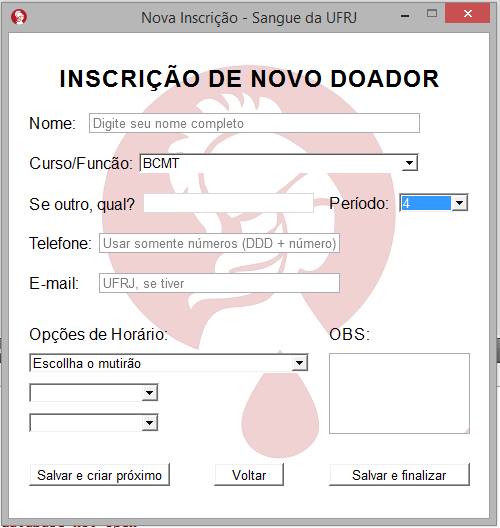 Nova Inscrição - Sangue da UFRJ
INSCRIÇÃO DE NOVO DOADOR
Nome: Digite seu nome completo
Curso/Funcão: BCMT
Se outro, qual? Período: 4
Telefone: Usar somente números (DDD + número)
E-mail: UFRJ, se tiver
Opções de Horário: OBS:
Escollha o mutirão
Salvar e criar próximo Voltar Salvar e finalizar